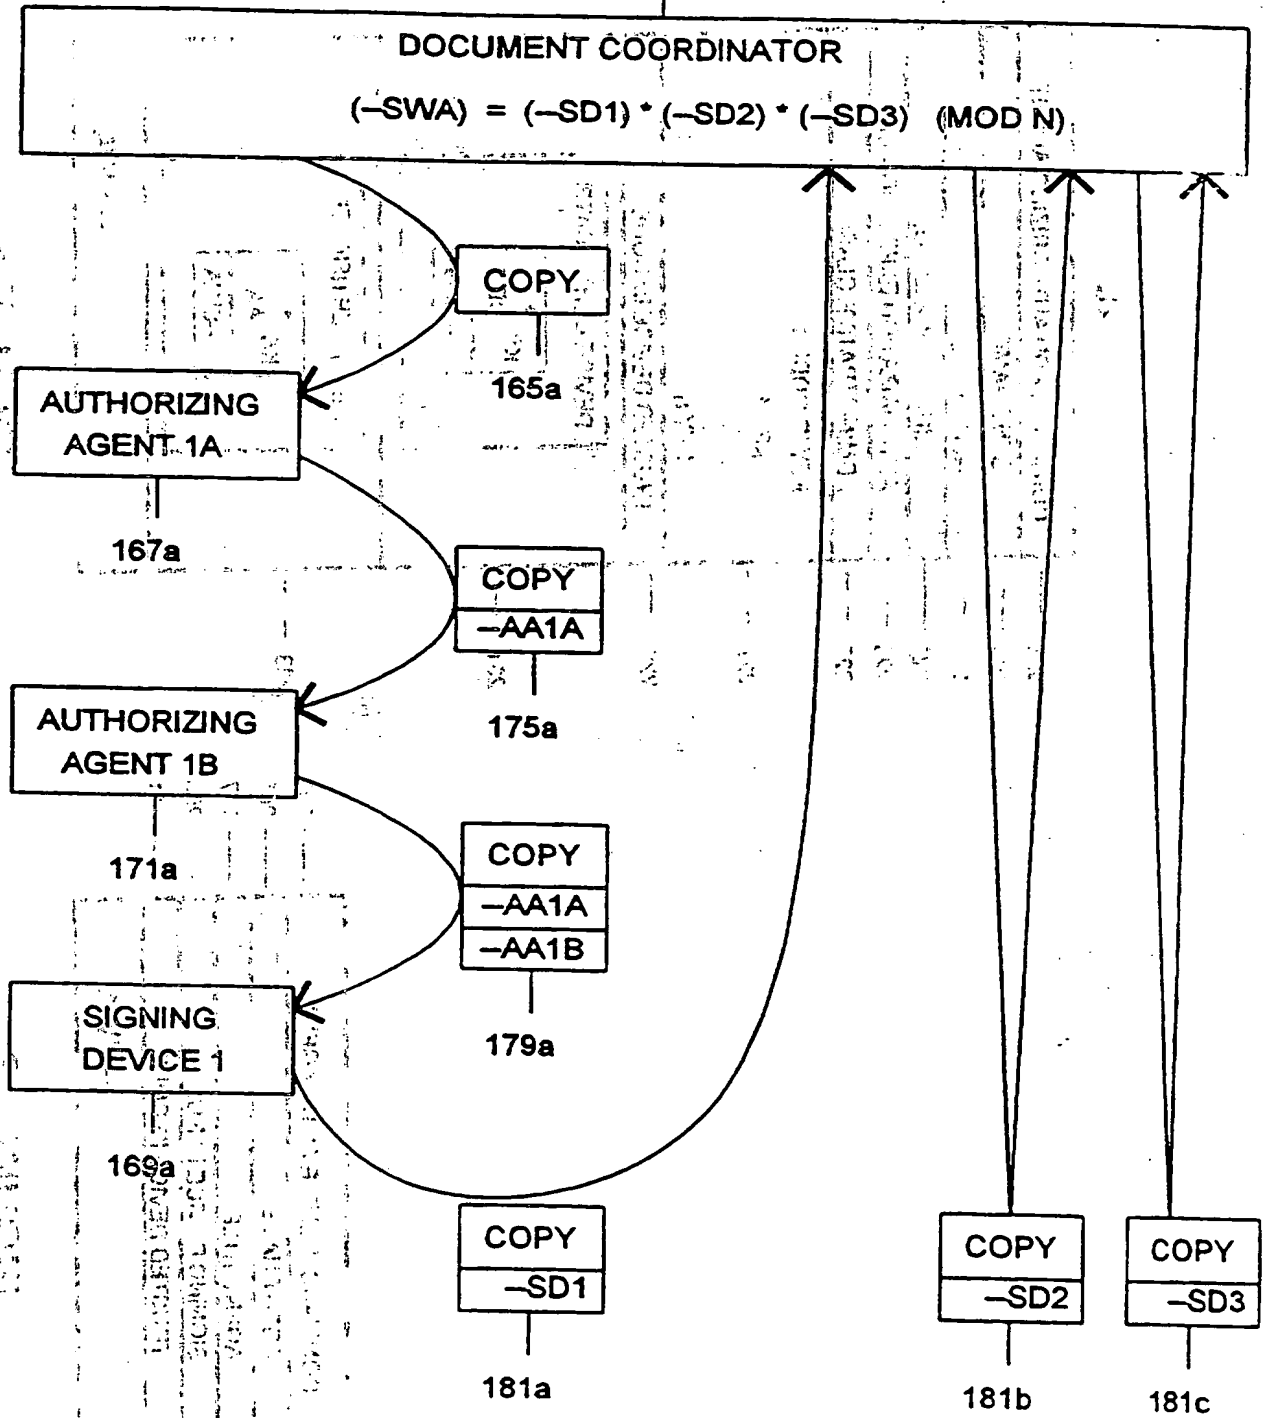 DOCUMENT COORDINATOR
(–SWA) = (–SD1) * (–SD2) * (–SD3) (MOD N)
COPY
165a
AUTHORIZING
AGENT 1A
167a
COPY
–AA1A
175a
AUTHORIZING
AGENT 1B
171a
COPY
–AA1A
–AA1B
179a
SIGNING
DEVICE 1
169a
COPY
–SD1
181a
COPY
–SD2
181b
COPY
–SD3
181c